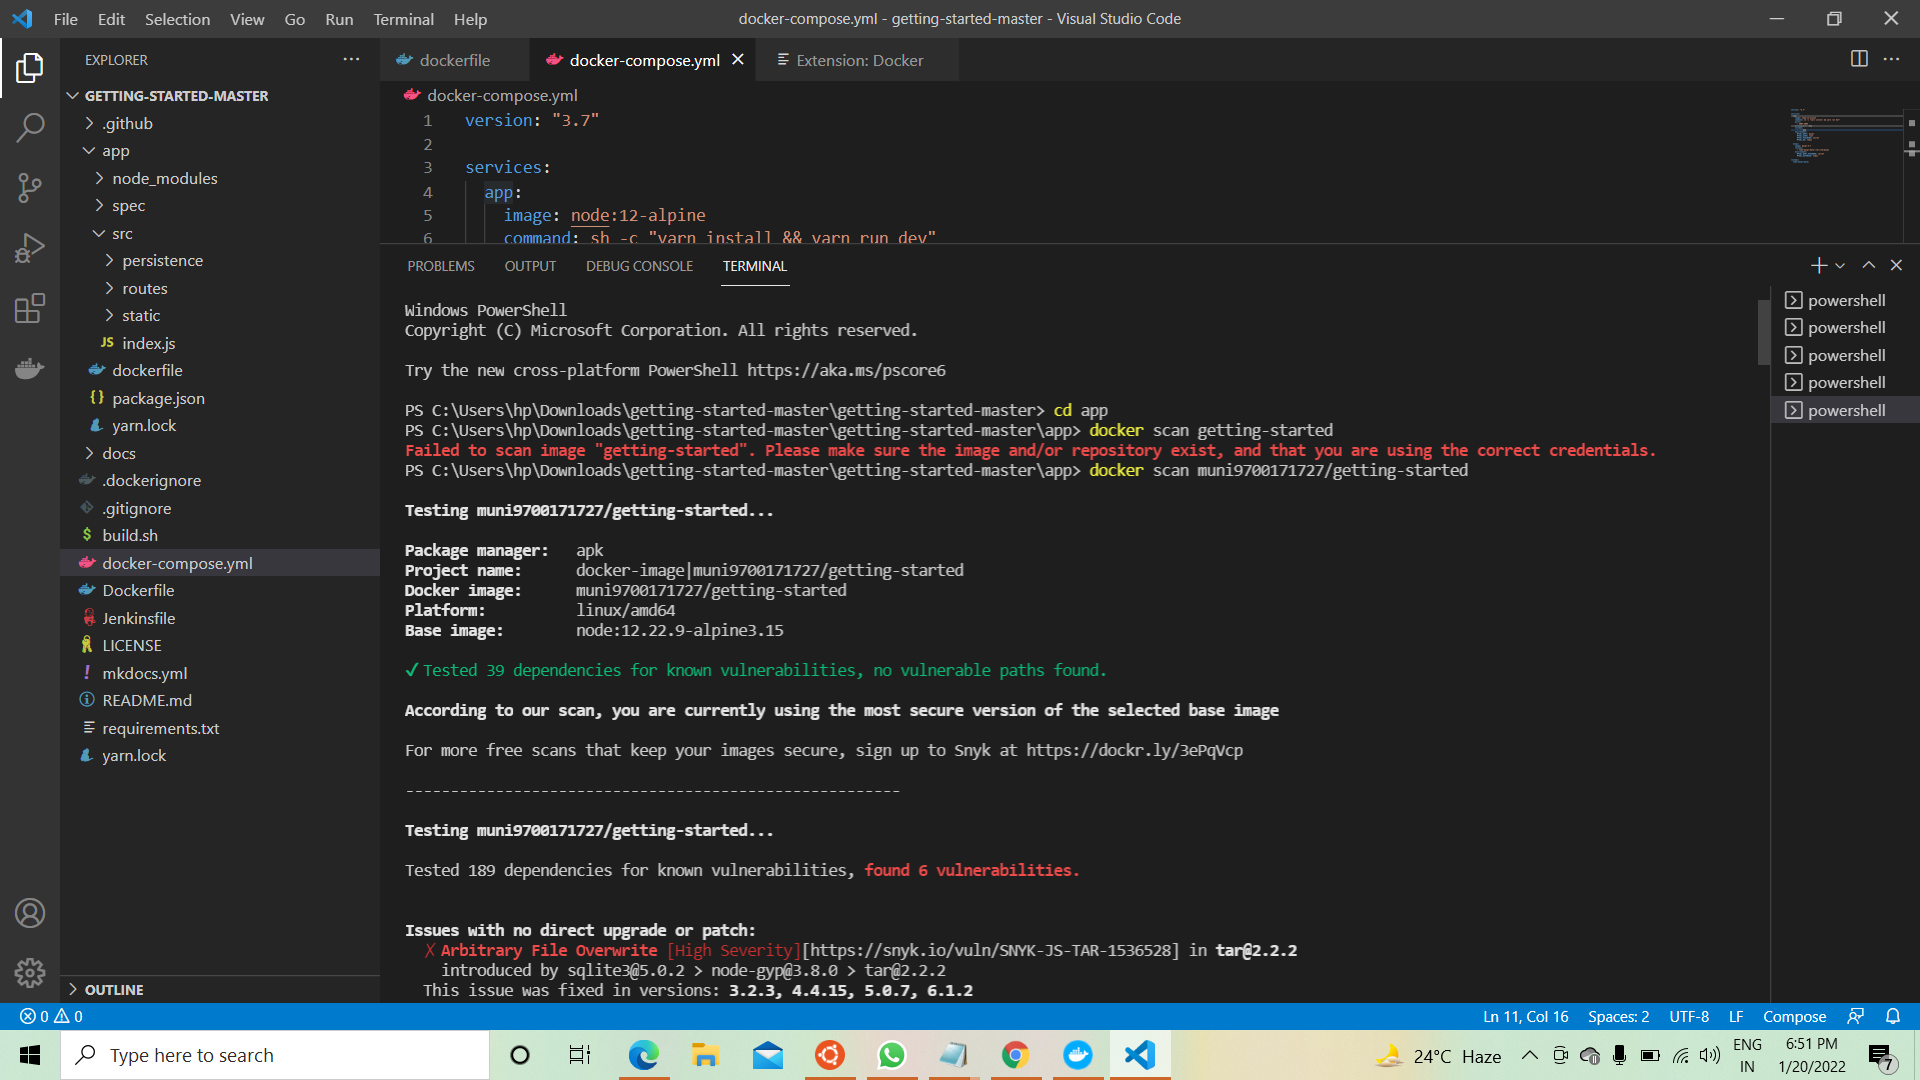 File Edit Selection View Go Run Terminal Help
docker-compose.yml - getting-started-master - Visual Studio Code
EXPLORER
GETTING-STARTED-MASTER
.github
app
node_modules
spec
src
persistence
routes
static
JS index.js
dockerfile
{} package.json
yarn.lock
docs
.dockerignore
.gitignore
$ build.sh
docker-compose.yml
Dockerfile
Jenkinsfile
LICENSE
! mkdocs.yml
README.md
requirements.txt
yarn.lock
OUTLINE
dockerfile
docker-compose.yml
Extension: Docker
docker-compose.yml
1 version: "3.7"
2
3 services:
4 app:
5 image: node:12-alpine
6 command: sh -c "yarn install && yarn run dev"
PROBLEMS OUTPUT DEBUG CONSOLE TERMINAL
Windows PowerShell
Copyright (C) Microsoft Corporation. All rights reserved.
Try the new cross-platform PowerShell https://aka.ms/pscore6
PS C:\Users\hp\Downloads\getting-started-master\getting-started-master> cd app
PS C:\Users\hp\Downloads\getting-started-master\getting-started-master\app> docker scan getting-started
Failed to scan image "getting-started". Please make sure the image and/or repository exist, and that you are using the correct credentials.
PS C:\Users\hp\Downloads\getting-started-master\getting-started-master\app> docker scan muni9700171727/getting-started
Testing muni9700171727/getting-started...
Package manager: apk
Project name: docker-image|muni9700171727/getting-started
Docker image: muni9700171727/getting-started
Platform: linux/amd64
Base image: node:12.22.9-alpine3.15
✓ Tested 39 dependencies for known vulnerabilities, no vulnerable paths found.
According to our scan, you are currently using the most secure version of the selected base image
For more free scans that keep your images secure, sign up to Snyk at https://dockr.ly/3ePqVcp
-------------------------------------------------------
Testing muni9700171727/getting-started...
Tested 189 dependencies for known vulnerabilities, found 6 vulnerabilities.
Issues with no direct upgrade or patch:
✗ Arbitrary File Overwrite [High Severity][https://snyk.io/vuln/SNYK-JS-TAR-1536528] in tar@2.2.2
introduced by sqlite3@5.0.2 > node-gyp@3.8.0 > tar@2.2.2
This issue was fixed in versions: 3.2.3, 4.4.15, 5.0.7, 6.1.2
powershell
powershell
powershell
powershell
powershell
0 0
Ln 11, Col 16 Spaces: 2 UTF-8 LF Compose
Type here to search
24°C Haze
ENG
IN
6:51 PM
1/20/2022
7